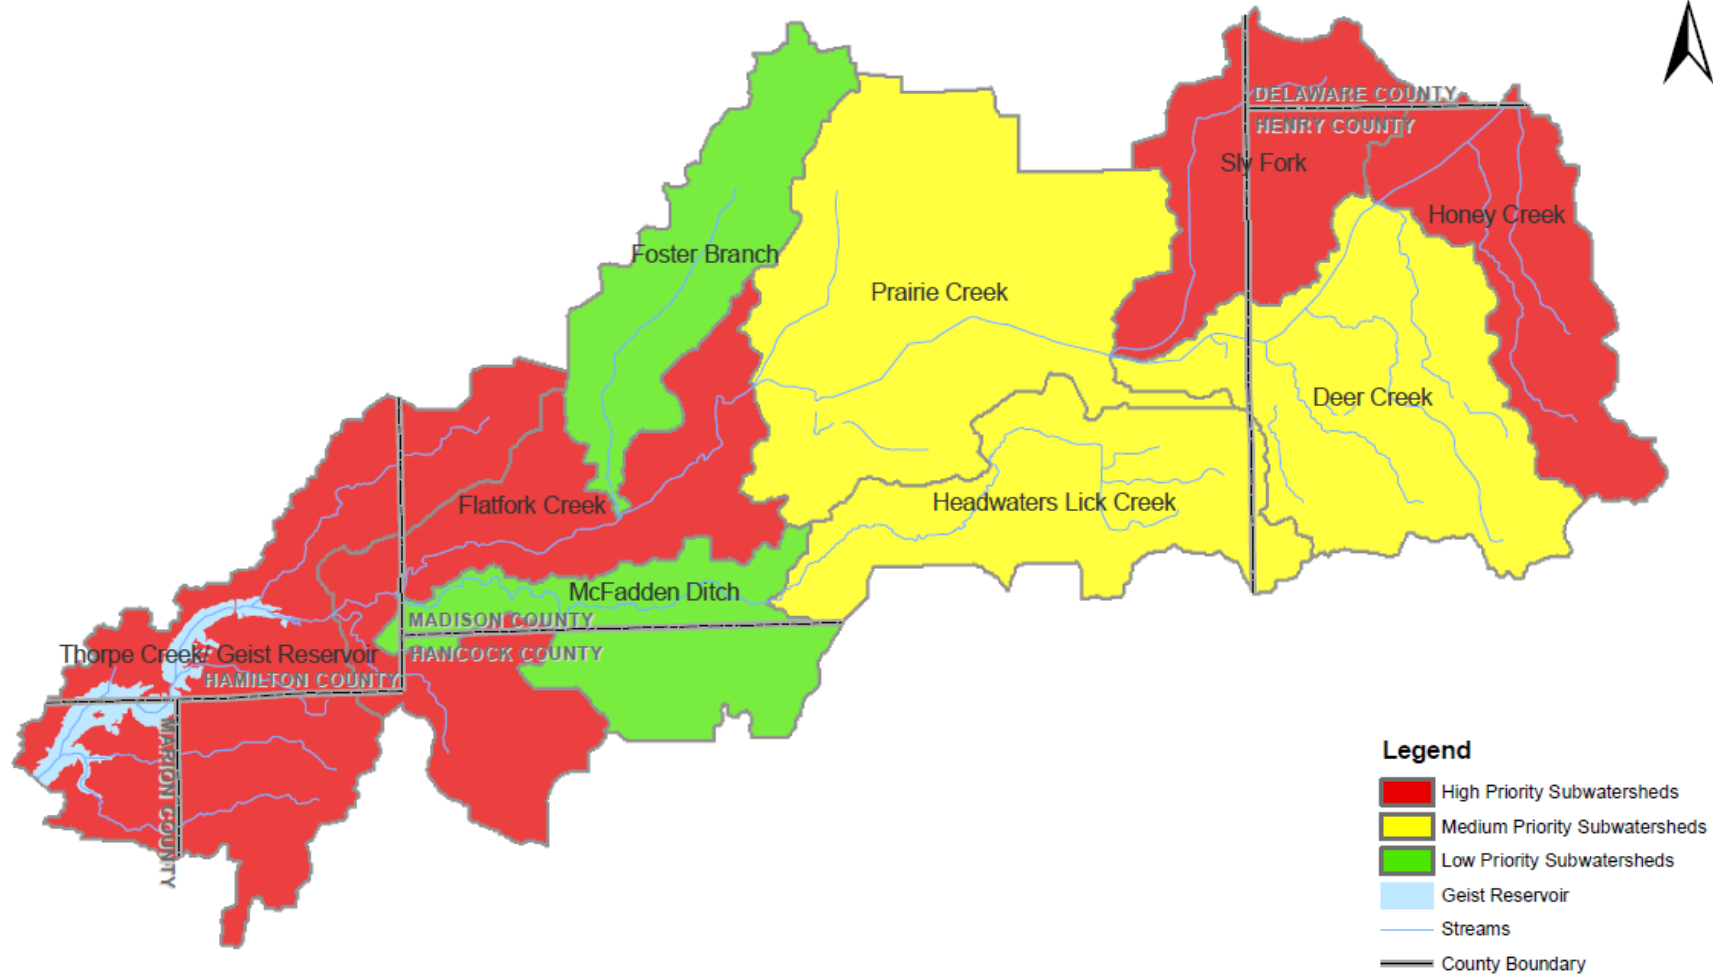 DELAWARE COUNTY
HENRY COUNTY
Sly Fork
Honey Creek
Foster Branch
Prairie Creek
Deer Creek
Flatfork Creek
Headwaters Lick Creek
McFadden Ditch
MADISON COUNTY
HANCOCK COUNTY
Thorpe Creek/ Geist Reservoir
HAMILTON COUNTY
MARION COUNTY
Legend
High Priority Subwatersheds
Medium Priority Subwatersheds
Low Priority Subwatersheds
Geist Reservoir
Streams
County Boundary